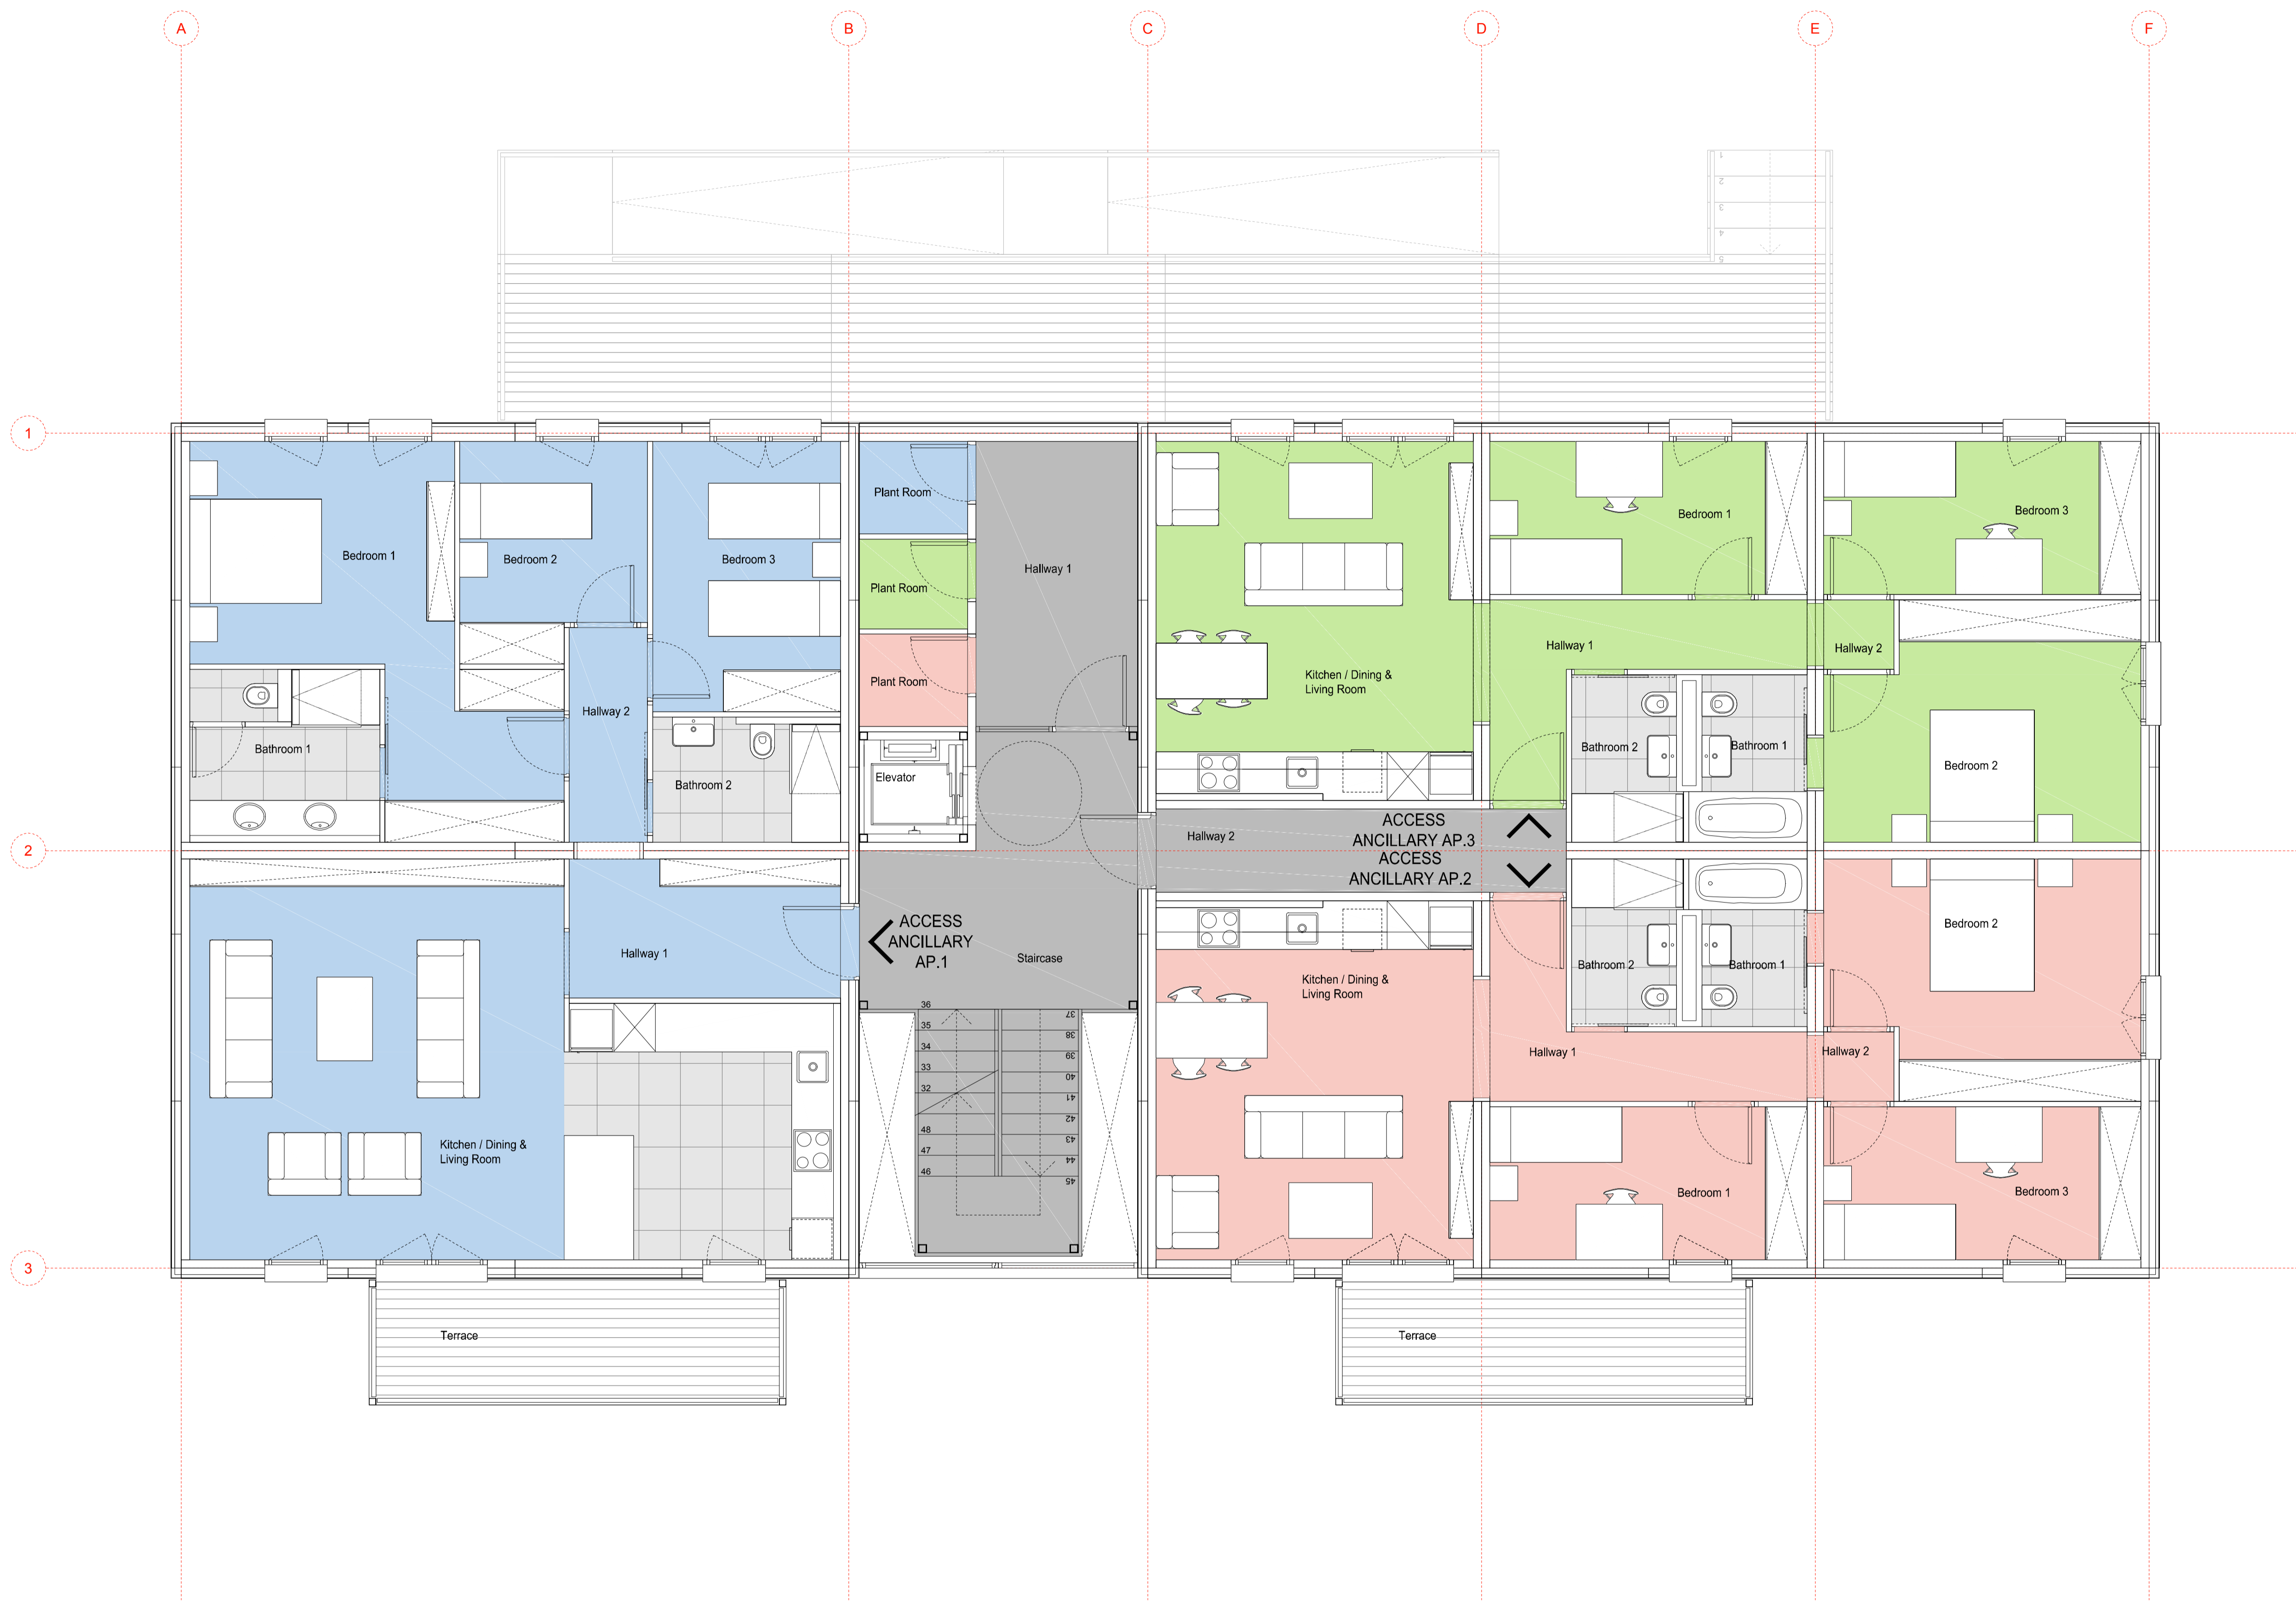 A
B
C
D
E
F
1
2
3
4
5
1
Bedroom 1
Bedroom 2
Bedroom 3
Plant Room
Plant Room
Plant Room
Hallway 1
Bedroom 1
Bedroom 3
Hallway 1
Hallway 2
Kitchen / Dining &
Living Room
Hallway 2
Bathroom 1
Bathroom 2
Elevator
Bathroom 2
Bathroom 1
Bedroom 2
2
Hallway 2
ACCESS
ANCILLARY AP.3
ACCESS
ANCILLARY AP.2
ACCESS
ANCILLARY
AP.1
Hallway 1
Staircase
Bedroom 2
Bathroom 2
Bathroom 1
Kitchen / Dining &
Living Room
Hallway 1
Hallway 2
36
35
34
33
32
48
47
46
37
38
39
40
41
42
43
44
45
Kitchen / Dining &
Living Room
Bedroom 1
Bedroom 3
3
Terrace
Terrace